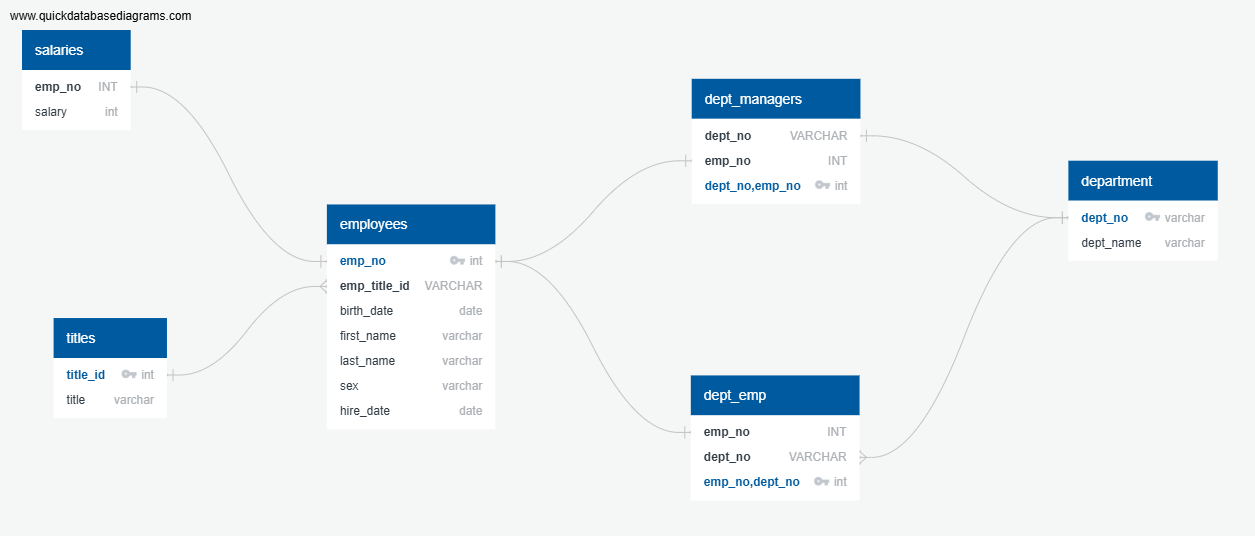 www.quickdatabasediagrams.com
salaries
emp_no INT
salary int
employees
emp_no int
emp_title_id VARCHAR
birth_date date
first_name varchar
last_name varchar
sex varchar
hire_date date
titles
title_id int
title varchar
dept_managers
dept_no VARCHAR
emp_no INT
dept_no,emp_no int
dept_emp
emp_no INT
dept_no VARCHAR
emp_no,dept_no int
department
dept_no varchar
dept_name varchar